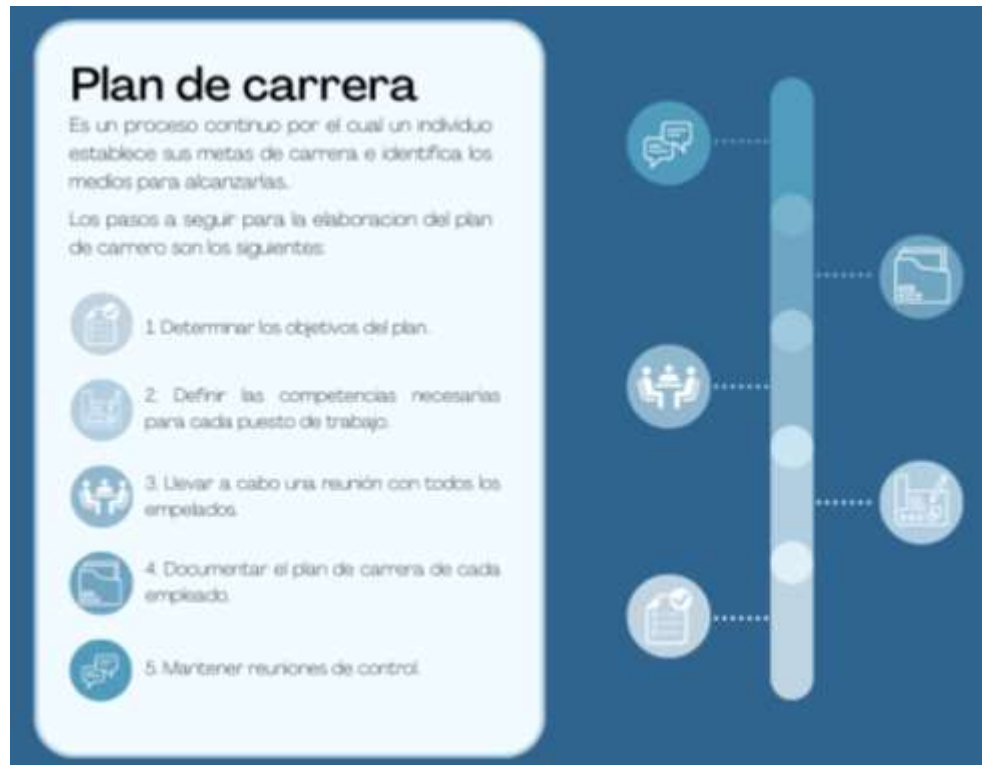 Plan de carrera
Es un proceso continuo por el cual un individuo
establece sus metas de carrera e identifica los
medios para alcanzarlas.
Los pasos a seguir para la elaboracion del plan
de carrero son los siguientes:
1. Determinar los objetivos del plan.
2. Definir las competencias necesarias
para cada puesto de trabajo.
3. Llevar a cabo una reunión con todos los
empelados.
4. Documentar el plan de carrera de cada
empleado.
5. Mantener reuniones de control.